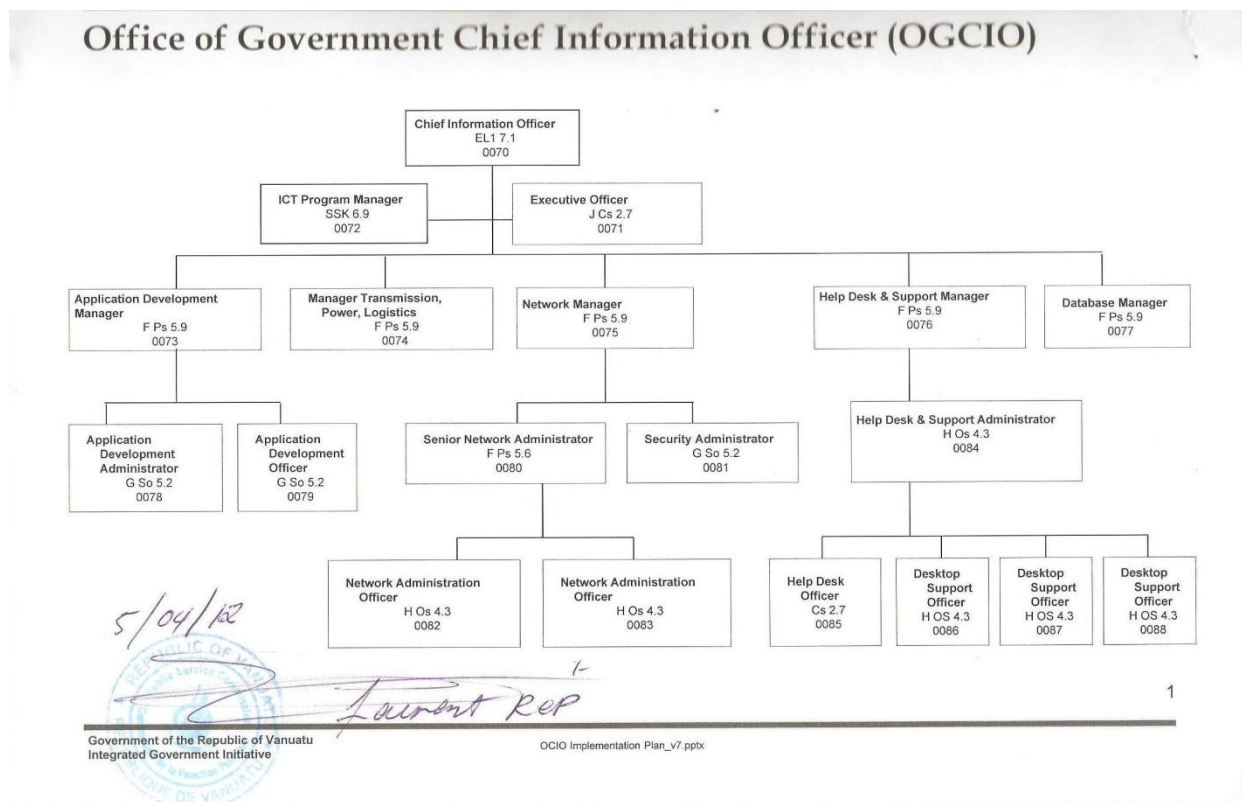 Office of Government Chief Information Officer (OGCIO)
Chief Information Officer
EL1 7.1
0070
ICT Program Manager
SSK 6.9
0072
Executive Officer
J Cs 2.7
0071
Application Development
Manager
F Ps 5.9
0073
Manager Transmission,
Power, Logistics
F Ps 5.9
0074
Network Manager
F Ps 5.9
0075
Help Desk & Support Manager
F Ps 5.9
0076
Database Manager
F Ps 5.9
0077
Application
Development
Administrator
G So 5.2
0078
Application
Development
Officer
G So 5.2
0079
Senior Network Administrator
F Ps 5.6
0080
Security Administrator
G So 5.2
0081
Help Desk & Support Administrator
H Os 4.3
0084
Network Administration
Officer
H Os 4.3
0082
Network Administration
Officer
H Os 4.3
0083
Help Desk
Officer
Cs 2.7
0085
Desktop
Support
Officer
H OS 4.3
0086
Desktop
Support
Officer
H OS 4.3
0087
Desktop
Support
Officer
H OS 4.3
0088
5/04/12
REPUBLIC OF VANUATU
Public Service
Laurent Rep
1
Government of the Republic of Vanuatu
Integrated Government Initiative
OCIO Implementation Plan_v7.pptx